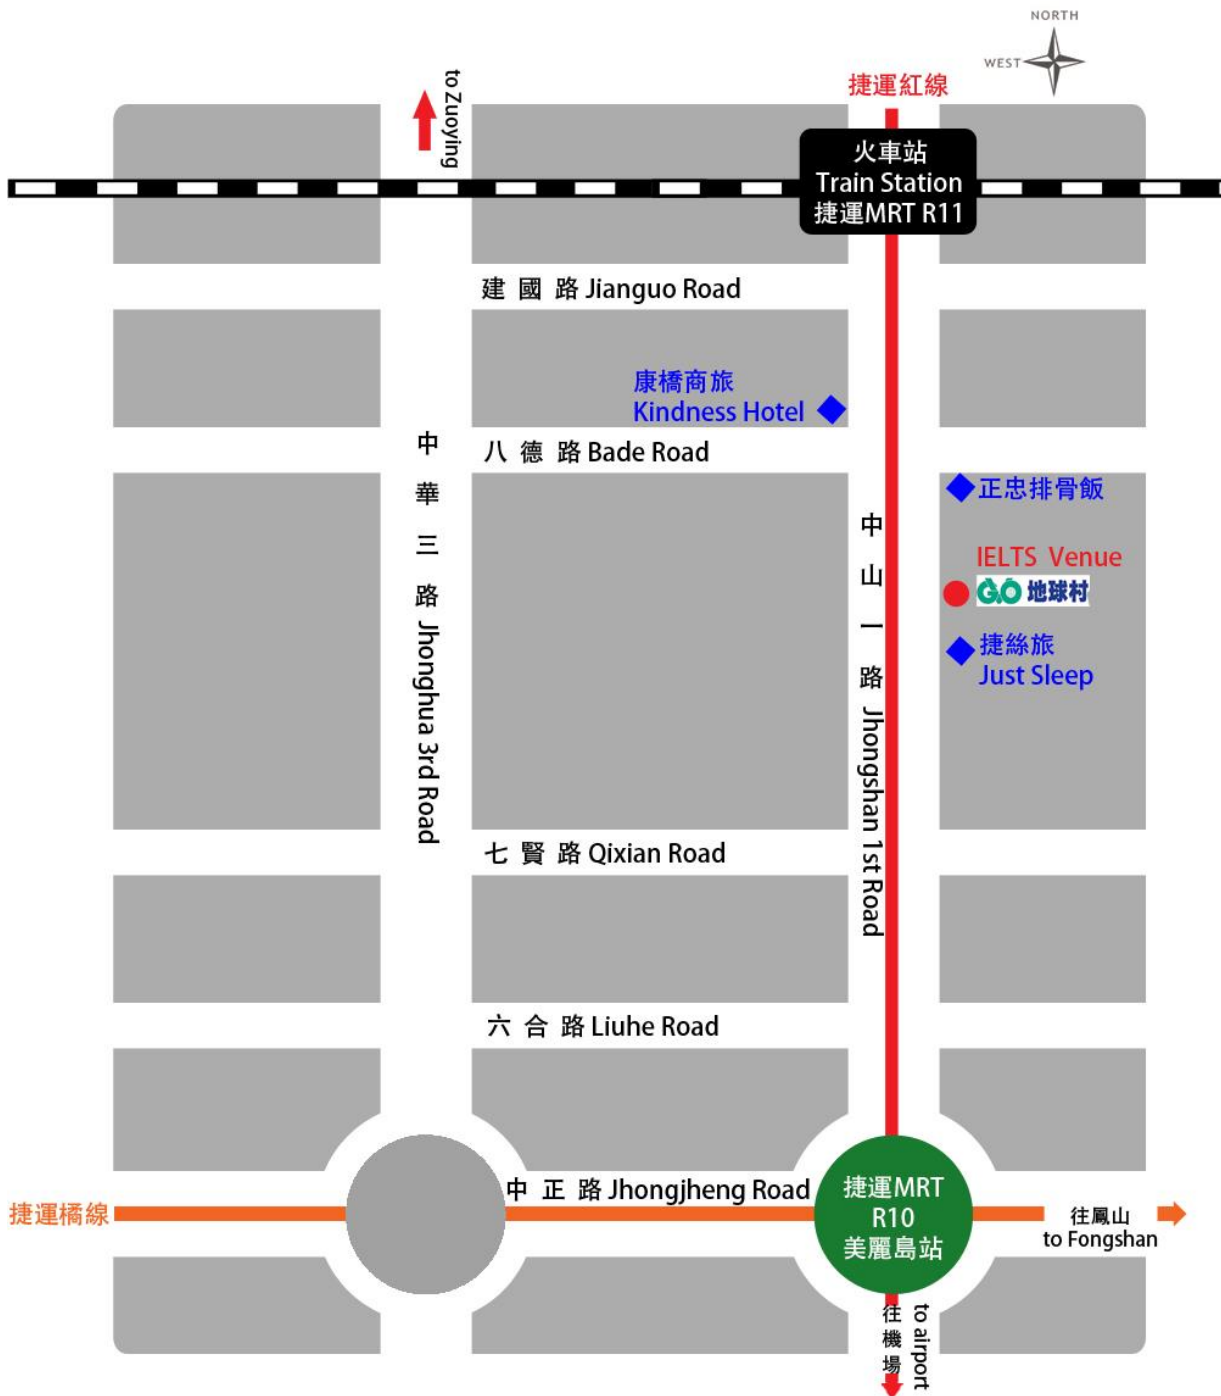 NORTH
WEST
to Zuoying
捷運紅線
火車站
Train Station
捷運MRT R11
建國路 Jianguo Road
康橋商旅
Kindness Hotel
八德路 Bade Road
正忠排骨飯
IELTS Venue
GO 地球村
捷絲旅
Just Sleep
中華三路 Jhonghua 3rd Road
中山一路 Jhongshan 1st Road
七賢路 Qixian Road
六合路 Liuhe Road
中正路 Jhongjheng Road
捷運橘線
捷運MRT
R10
美麗島站
往鳳山
to Fongshan
往機場
to airport